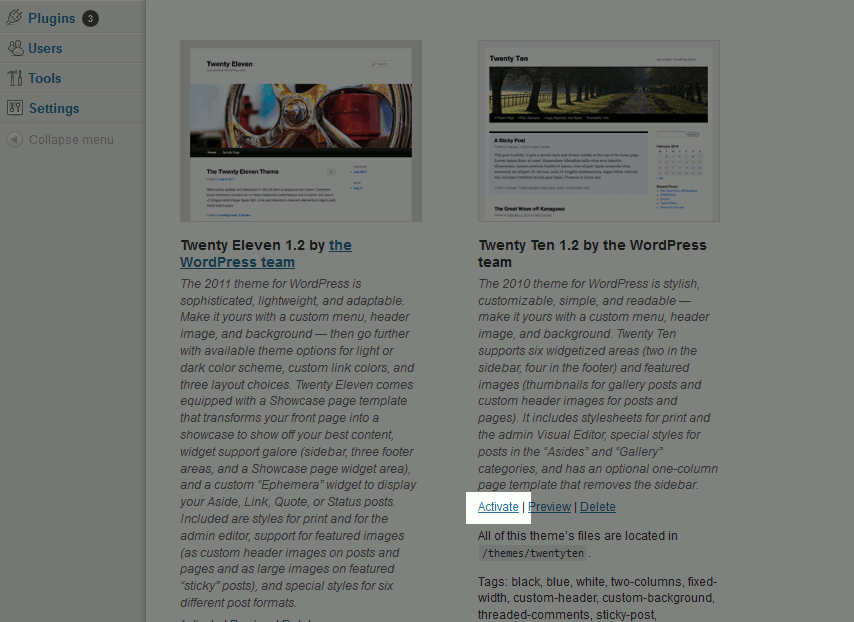 Plugins 3
Users
Tools
Settings
Collapse menu
Twenty Eleven
Twenty Ten
A Sticky Post
The Twenty Eleven Theme
The Great Wave off Kanagawa
Twenty Eleven 1.2 by the
WordPress team
The 2011 theme for WordPress is
sophisticated, lightweight, and adaptable.
Make it yours with a custom menu, header
image, and background — then go further
with available theme options for light or
dark color scheme, custom link colors, and
three layout choices. Twenty Eleven comes
equipped with a Showcase page template
that transforms your front page into a
showcase to show off your best content,
widget support galore (sidebar, three footer
areas, and a Showcase page widget area),
and a custom “Ephemera” widget to display
your Aside, Link, Quote, or Status posts.
Included are styles for print and for the
admin editor, support for featured images
(as custom header images on posts and
pages and as large images on featured
“sticky” posts), and special styles for six
different post formats.
Twenty Ten 1.2 by the WordPress
team
The 2010 theme for WordPress is stylish,
customizable, simple, and readable —
make it yours with a custom menu, header
image, and background. Twenty Ten
supports six widgetized areas (two in the
sidebar, four in the footer) and featured
images (thumbnails for gallery posts and
custom header images for posts and
pages). It includes stylesheets for print and
the admin Visual Editor, special styles for
posts in the “Asides” and “Gallery”
categories, and has an optional one-column
page template that removes the sidebar.
Activate | Preview | Delete
All of this theme’s files are located in
/themes/twentyten .
Tags: black, blue, white, two-columns, fixed-
width, custom-header, custom-background,
threaded-comments, sticky-post,